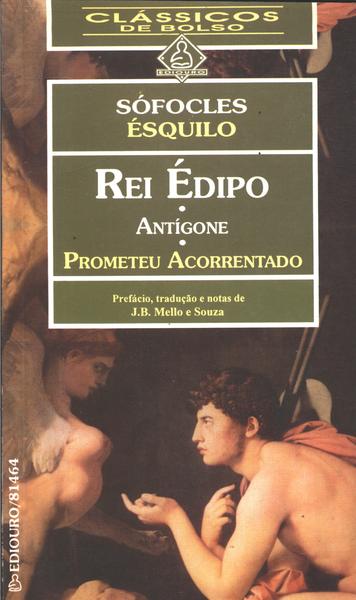 CLÁSSICOS
DE BOLSO
EDIOURO
SÓFOCLES
ÉSQUILO
REI ÉDIPO
•
ANTÍGONE
•
PROMETEU ACORRENTADO
Prefácio, tradução e notas de
J.B. Mello e Souza
EDIOURO/81464